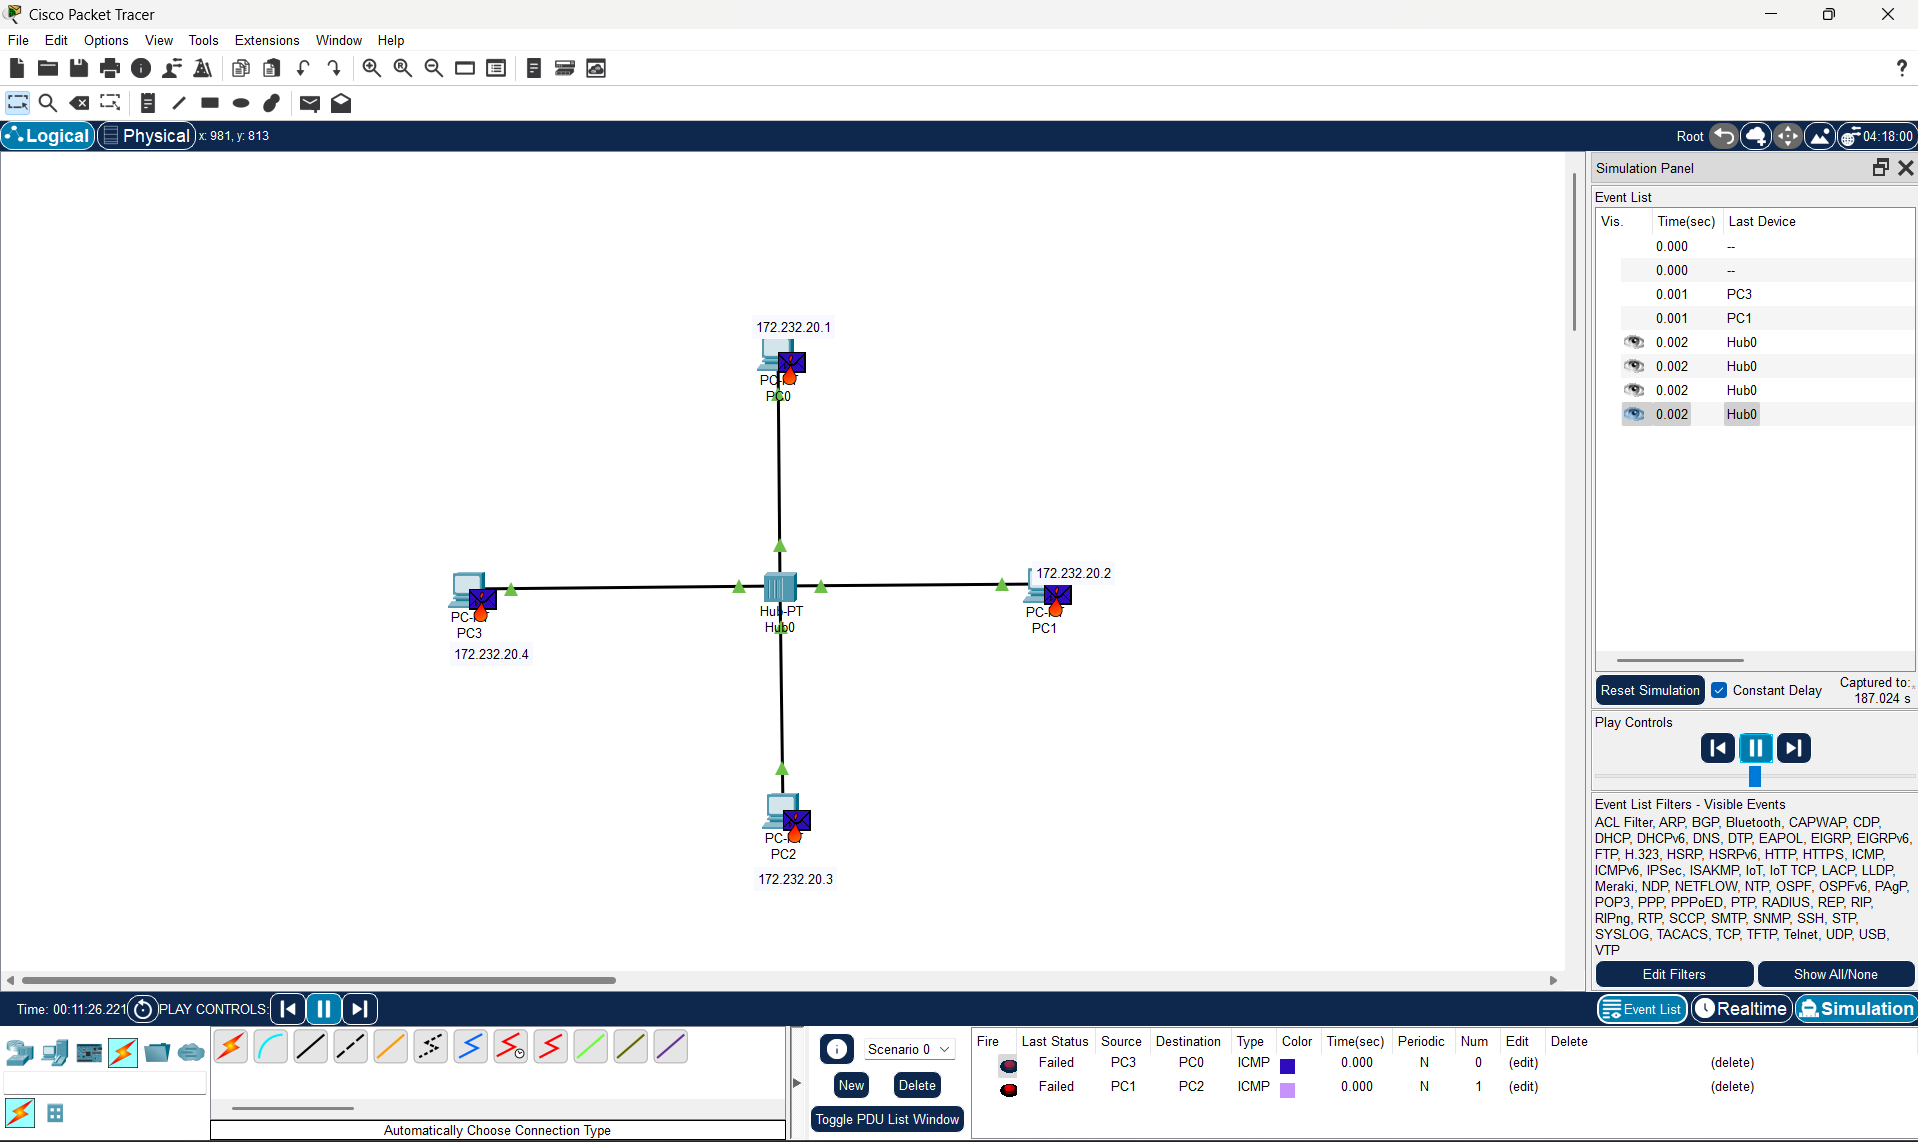 Cisco Packet Tracer
File Edit Options View Tools Extensions Window Help
?
Logical Physical x: 981, y: 813 Root 04:18:00
Simulation Panel
Event List
Vis. Time(sec) Last Device
0.000 --
0.000 --
0.001 PC3
0.001 PC1
0.002 Hub0
0.002 Hub0
0.002 Hub0
0.002 Hub0
172.232.20.1
PC0
172.232.20.2
PC1
Hub-PT
Hub0
PC3
172.232.20.4
PC2
172.232.20.3
Reset Simulation Constant Delay Captured to:
187.024 s
Play Controls
Event List Filters - Visible Events
ACL Filter, ARP, BGP, Bluetooth, CAPWAP, CDP,
DHCP, DHCPv6, DNS, DTP, EAPOL, EIGRP, EIGRPv6,
FTP, H.323, HSRP, HSRPv6, HTTP, HTTPS, ICMP,
ICMPv6, IPSec, ISAKMP, IoT, IoT TCP, LACP, LLDP,
Meraki, NDP, NETFLOW, NTP, OSPF, OSPFv6, PAgP,
POP3, PPP, PPPoED, PTP, RADIUS, REP, RIP,
RIPng, RTP, SCCP, SMTP, SNMP, SSH, STP,
SYSLOG, TACACS, TCP, TFTP, Telnet, UDP, USB,
VTP
Edit Filters Show All/None
Time: 00:11:26.221 PLAY CONTROLS: Event List Realtime Simulation
Scenario 0
New Delete
Toggle PDU List Window
Automatically Choose Connection Type
Fire Last Status Source Destination Type Color Time(sec) Periodic Num Edit Delete
Failed PC3 PC0 ICMP 0.000 N 0 (edit) (delete)
Failed PC1 PC2 ICMP 0.000 N 1 (edit) (delete)